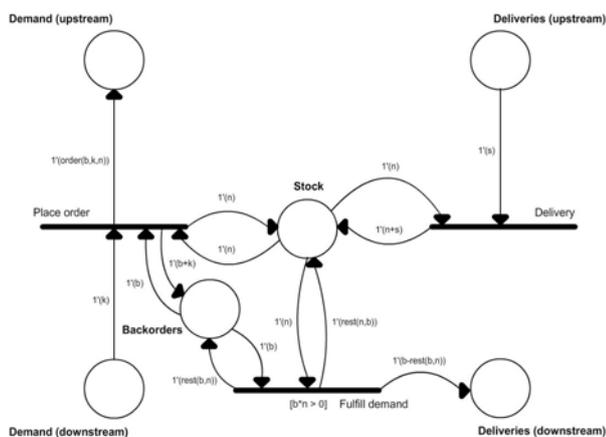 Demand (upstream)
Deliveries (upstream)
1'(order(b,k,n))
1'(s)
1'(n)
1'(n)
Stock
Place order
Delivery
1'(n)
1'(n+s)
1'(b+k)
1'(b)
1'(k)
1'(n)
1'(rest(n,b))
Backorders
1'(b)
1'(rest(b,n))
1'(b-rest(b,n))
[b*n > 0]
Fulfill demand
Demand (downstream)
Deliveries (downstream)